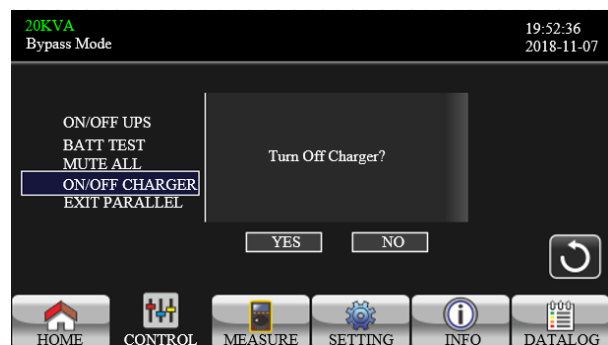 20KVA
Bypass Mode
19:52:36
2018-11-07
ON/OFF UPS
BATT TEST
MUTE ALL
ON/OFF CHARGER
EXIT PARALLEL
Turn Off Charger?
YES
NO
HOME
CONTROL
MEASURE
SETTING
INFO
DATALOG